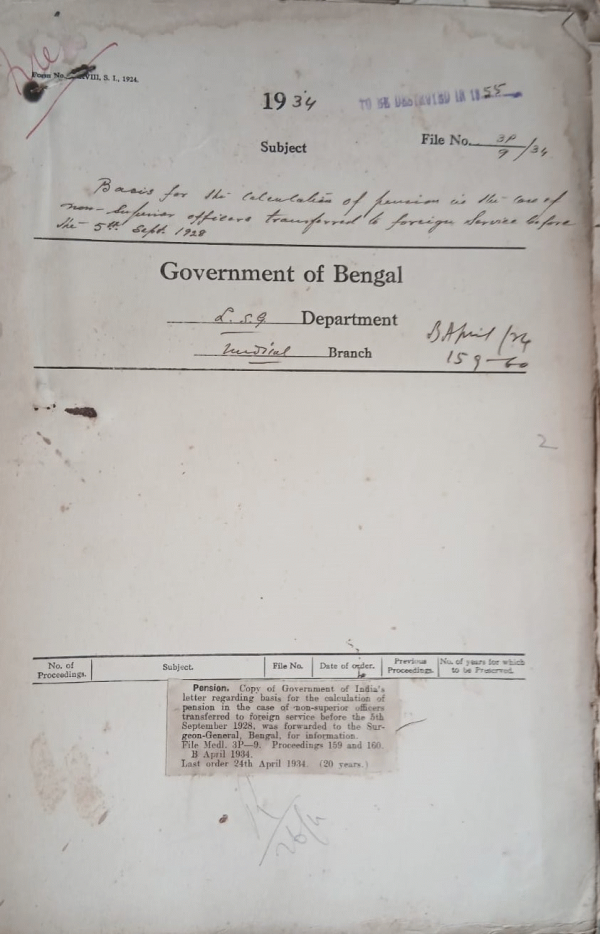 Form No. VIII, S. I., 1924.
1934
TO BE DESTROYED IN 1955
Subject
File No. 3P/9/34
Basis for the calculation of pension in the case of
non-superior officers transferred to foreign service before
the 5th Sept. 1928
Government of Bengal
L.S.G Department
Medical Branch
B April/34
159-60
2
No. of Proceedings.
Subject.
File No.
Date of order.
Previous Proceedings.
No. of years for which to be Preserved.
Pension. Copy of Government of India's
letter regarding basis for the calculation of
pension in the case of non-superior officers
transferred to foreign service before the 5th
September 1928, was forwarded to the Sur-
geon-General, Bengal, for information.
File Medl. 3P—9. Proceedings 159 and 160.
B April 1934.
Last order 24th April 1934. (20 years.)
26/4